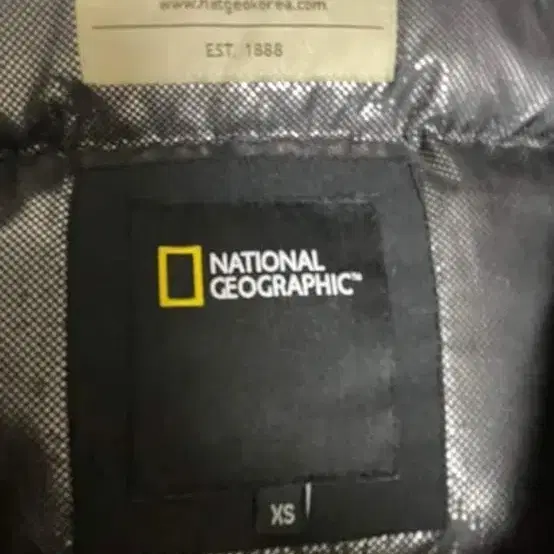 www.natgeokorea.com
EST. 1888
NATIONAL
GEOGRAPHIC™
XS